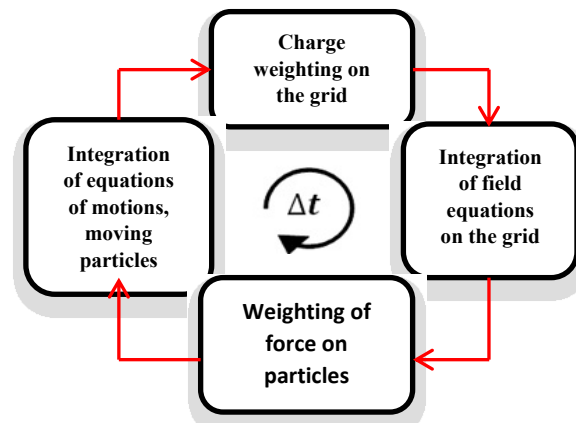 Charge
weighting on
the grid
Integration
of equations
of motions,
moving
particles
Δt
Integration
of field
equations
on the grid
Weighting of
force on
particles